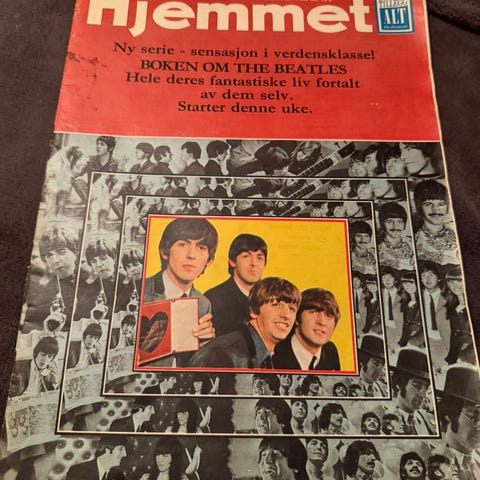 Hjemmet
TILLEGG
ALT
Ny serie - sensasjon i verdensklasse!
BOKEN OM THE BEATLES
Hele deres fantastiske liv fortalt
av dem selv.
Starter denne uke.